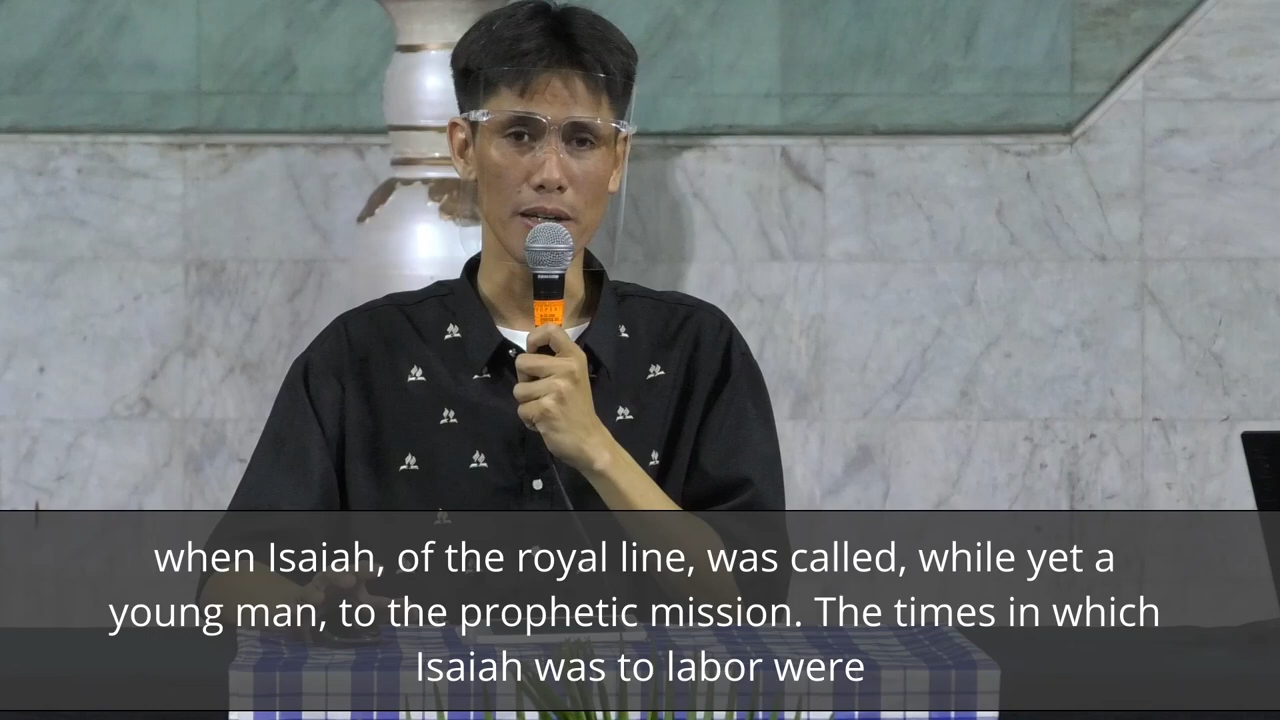 when Isaiah, of the royal line, was called, while yet a
young man, to the prophetic mission. The times in which
Isaiah was to labor were